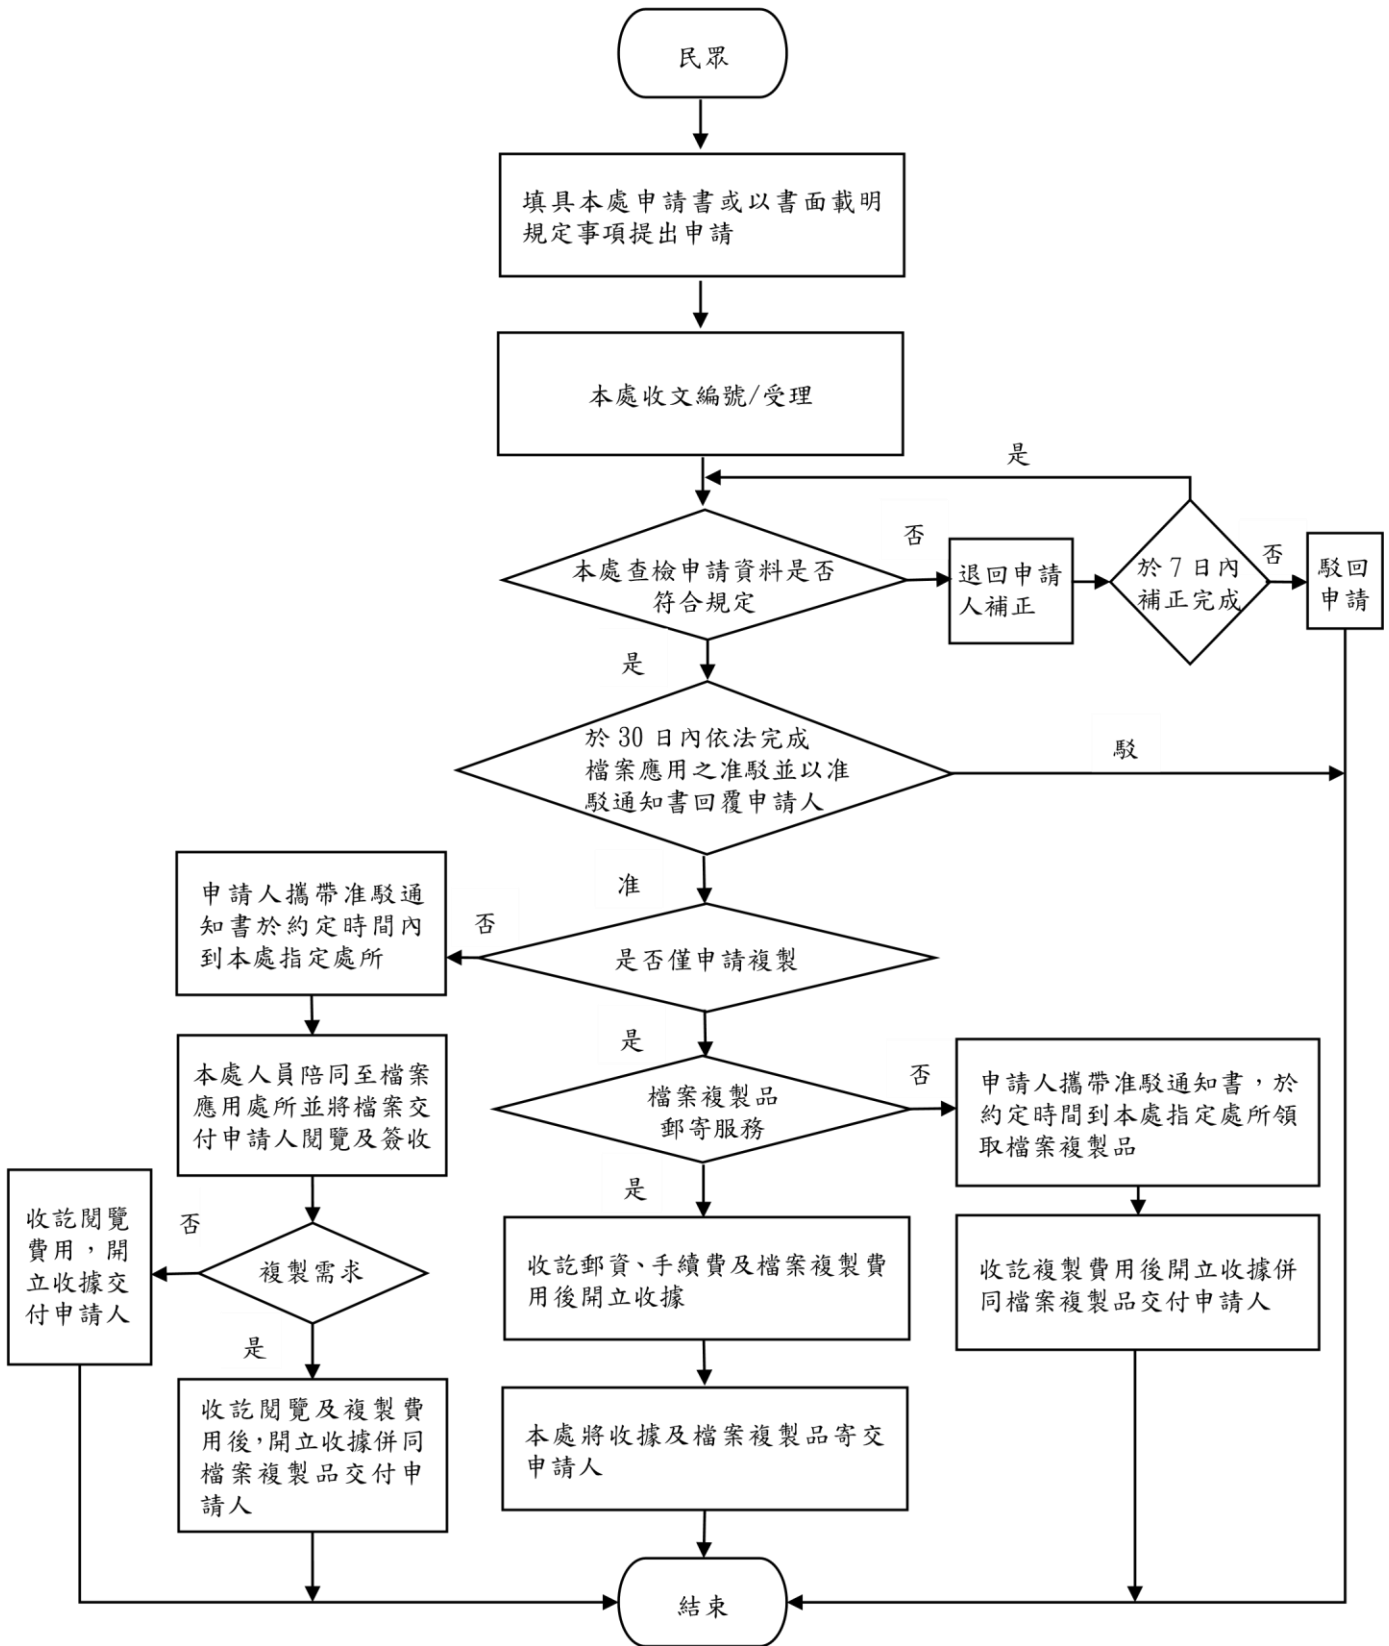 民眾
填具本處申請書或以書面載明
規定事項提出申請
本處收文編號/受理
是
本處查檢申請資料是否
符合規定
否
退回申請
人補正
於 7 日內
補正完成
否
駁回
申請
是
於 30 日內依法完成
檔案應用之准駁並以准
駁通知書回覆申請人
駁
准
是否僅申請複製
否
申請人攜帶准駁通
知書於約定時間內
到本處指定處所
本處人員陪同至檔案
應用處所並將檔案交
付申請人閱覽及簽收
複製需求
否
收訖閱覽
費用，開
立收據交
付申請人
是
收訖閱覽及複製費
用後，開立收據併同
檔案複製品交付申
請人
是
檔案複製品
郵寄服務
否
申請人攜帶准駁通知書，於
約定時間到本處指定處所領
取檔案複製品
收訖複製費用後開立收據併
同檔案複製品交付申請人
是
收訖郵資、手續費及檔案複製費
用後開立收據
本處將收據及檔案複製品寄交
申請人
結束